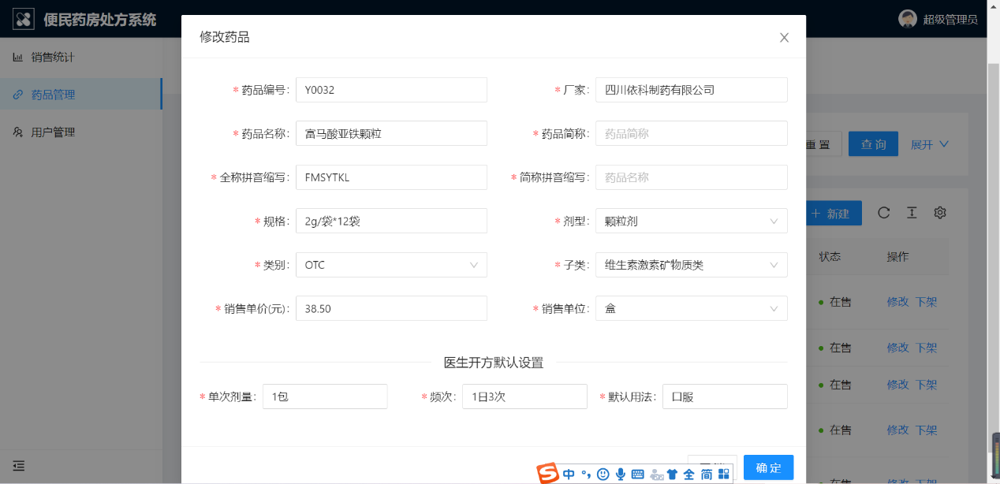 便民药房处方系统
超级管理员
销售统计
药品管理
用户管理
修改药品
* 药品编号: Y0032
* 厂家: 四川依科制药有限公司
* 药品名称: 富马酸亚铁颗粒
* 药品简称: 药品简称
* 全称拼音缩写: FMSYTKL
* 简称拼音缩写: 药品名称
* 规格: 2g/袋*12袋
* 剂型: 颗粒剂
* 类别: OTC
* 子类: 维生素激素矿物质类
* 销售单价(元): 38.50
* 销售单位: 盒
医生开方默认设置
* 单次剂量: 1包
* 频次: 1日3次
* 默认用法: 口服
确 定
重 置
查 询
展开
+ 新建
状态 操作
在售 修改 下架
在售 修改 下架
在售 修改 下架
在售 修改 下架
修改 下架
S 中 全 简